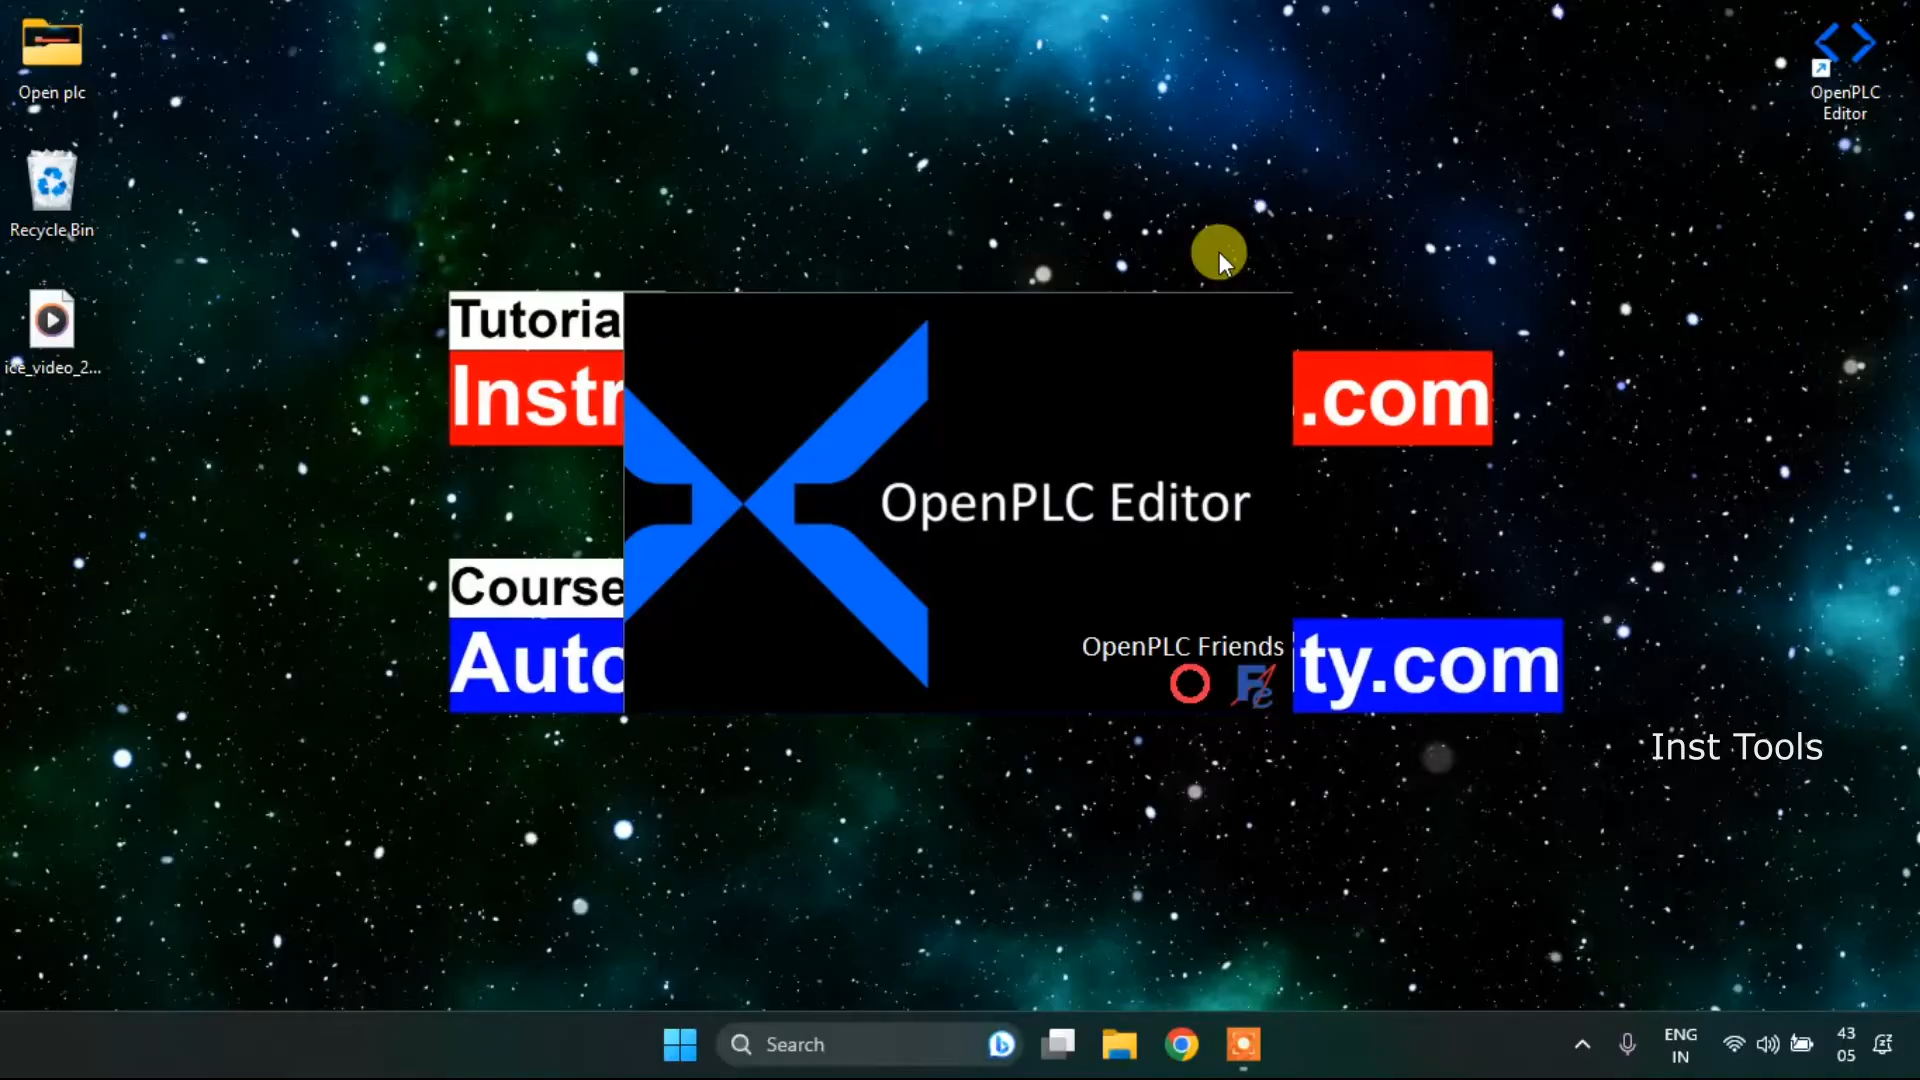 Open plc
OpenPLC
Editor
Recycle Bin
ice_video_2...
Tutoria
Instr
.com
OpenPLC Editor
Course
OpenPLC Friends
Auto
ty.com
Inst Tools
Search
ENG
IN
43
05